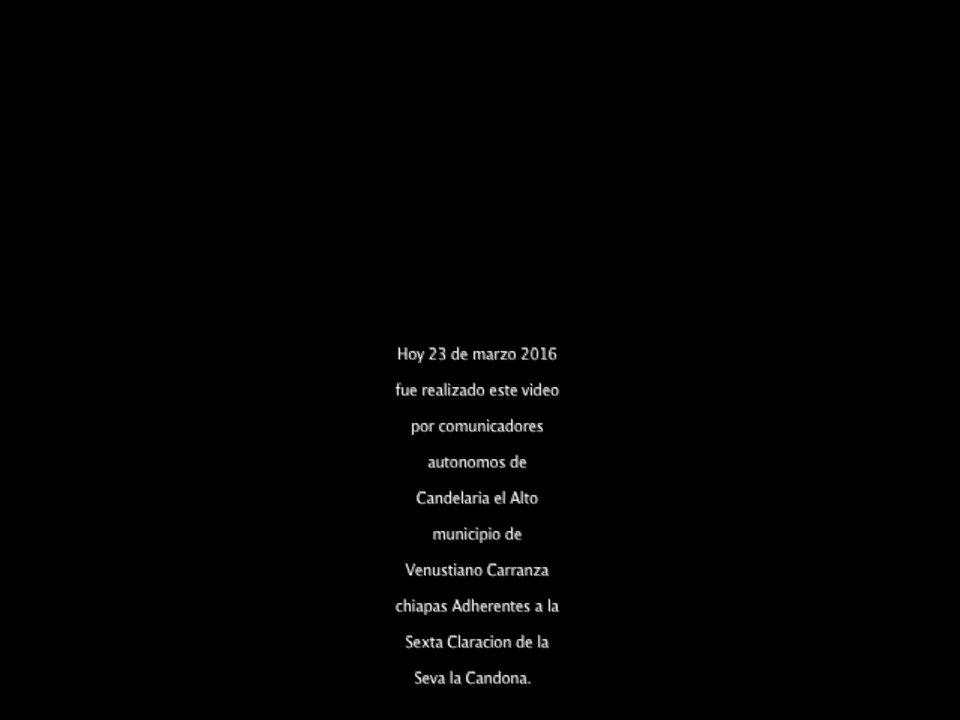 Hoy 23 de marzo 2016
fue realizado este video
por comunicadores
autonomos de
Candelaria el Alto
municipio de
Venustiano Carranza
chiapas Adherentes a la
Sexta Claracion de la
Seva la Candona.